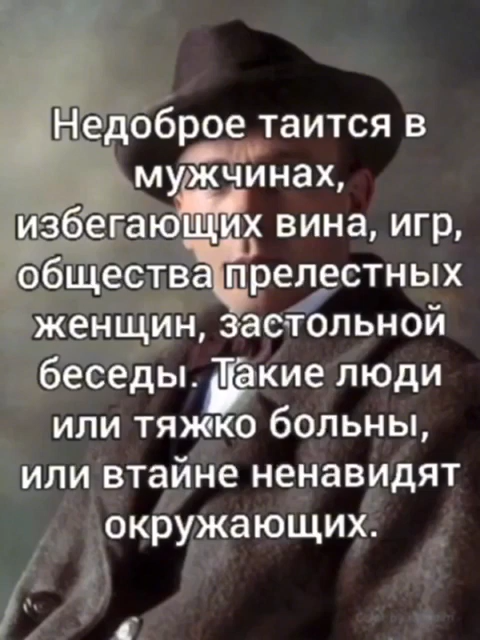 Недоброе таится в
мужчинах,
избегающих вина, игр,
общества прелестных
женщин, застольной
беседы. Такие люди
или тяжко больны,
или втайне ненавидят
окружающих.